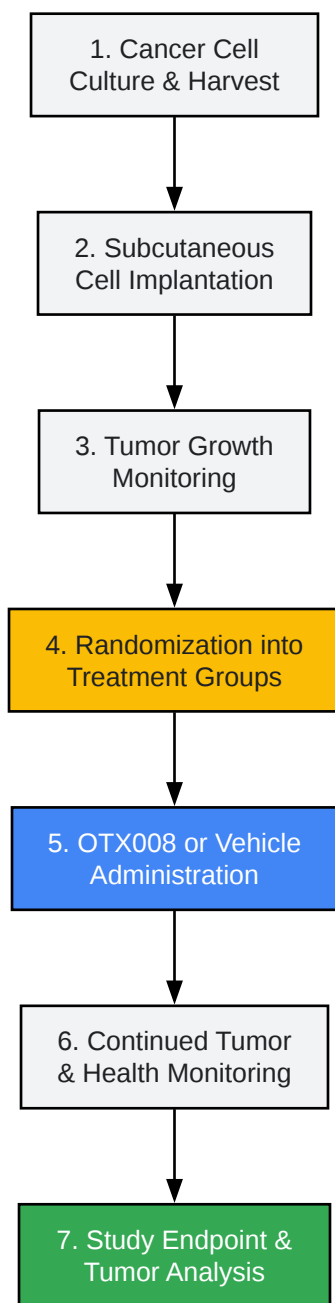 1. Cancer Cell
Culture & Harvest
2. Subcutaneous
Cell Implantation
3. Tumor Growth
Monitoring
4. Randomization into
Treatment Groups
5. OTX008 or Vehicle
Administration
6. Continued Tumor
& Health Monitoring
7. Study Endpoint &
Tumor Analysis